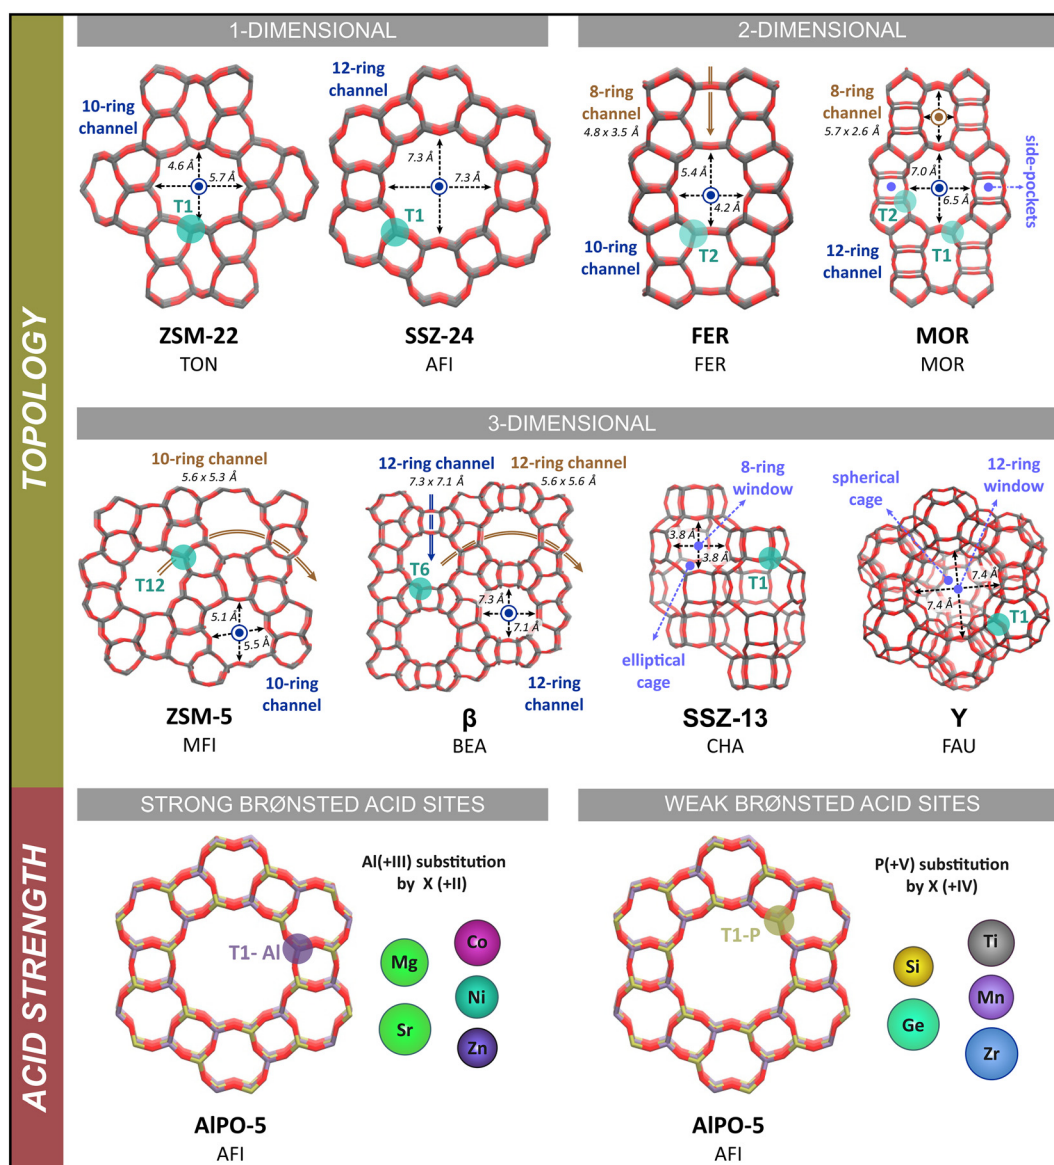 TOPOLOGY
1-DIMENSIONAL
10-ring
channel
4.6 Å
5.7 Å
T1
ZSM-22
TON
12-ring
channel
7.3 Å
7.3 Å
T1
SSZ-24
AFI
2-DIMENSIONAL
8-ring
channel
4.8 x 3.5 Å
5.4 Å
4.2 Å
T2
10-ring
channel
FER
FER
8-ring
channel
5.7 x 2.6 Å
side-pockets
7.0 Å
6.5 Å
T2
T1
12-ring
channel
MOR
MOR
3-DIMENSIONAL
10-ring channel
5.6 x 5.3 Å
T12
5.1 Å
5.5 Å
10-ring
channel
ZSM-5
MFI
12-ring channel
7.3 x 7.1 Å
12-ring channel
5.6 x 5.6 Å
T6
7.3 Å
7.1 Å
12-ring
channel
β
BEA
8-ring
window
3.8 Å
3.8 Å
T1
elliptical
cage
SSZ-13
CHA
spherical
cage
12-ring
window
7.4 Å
7.4 Å
T1
Y
FAU
ACID STRENGTH
STRONG BRØNSTED ACID SITES
Al(+III) substitution
by X (+II)
T1- Al
Mg
Sr
Co
Ni
Zn
AlPO-5
AFI
WEAK BRØNSTED ACID SITES
P(+V) substitution
by X (+IV)
T1-P
Si
Ge
Ti
Mn
Zr
AlPO-5
AFI